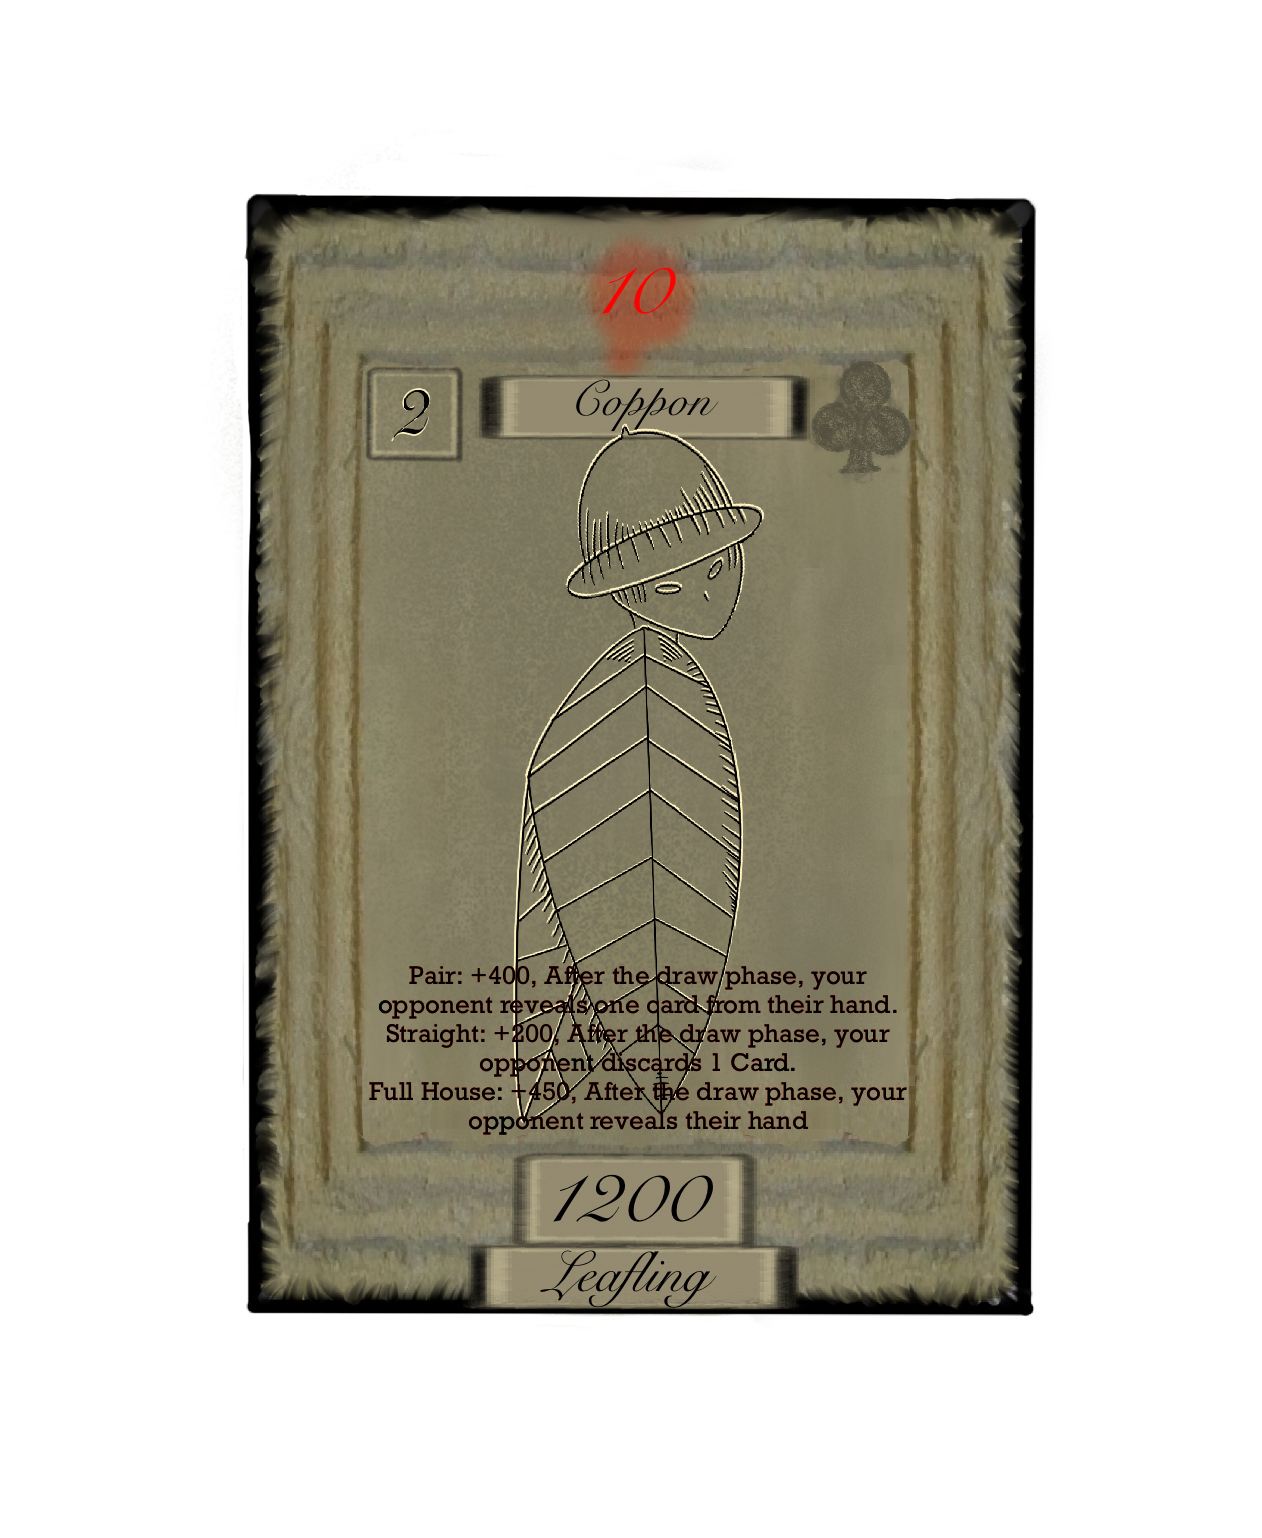 10
2
Coppon
Pair: +400, After the draw phase, your
opponent reveals one card from their hand.
Straight: +200, After the draw phase, your
opponent discards 1 Card.
Full House: +450, After the draw phase, your
opponent reveals their hand
1200
Leafling